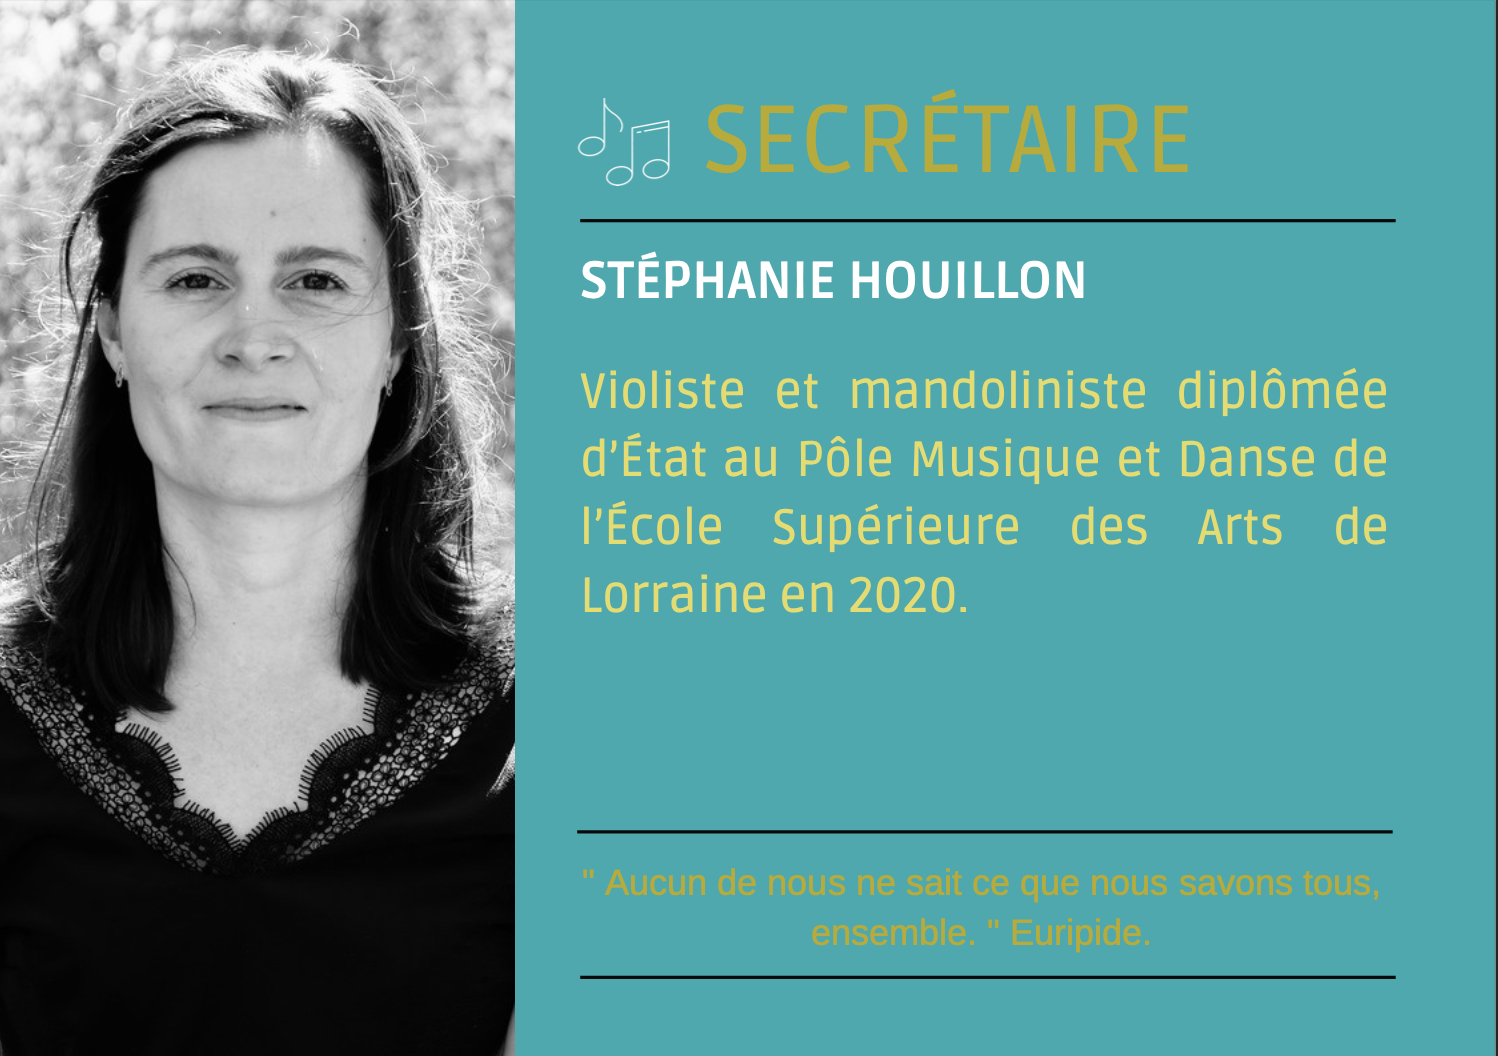 SECRÉTAIRE
STÉPHANIE HOUILLON
Violiste et mandoliniste diplômée
d’État au Pôle Musique et Danse de
l’École Supérieure des Arts de
Lorraine en 2020.
" Aucun de nous ne sait ce que nous savons tous,
ensemble. " Euripide.